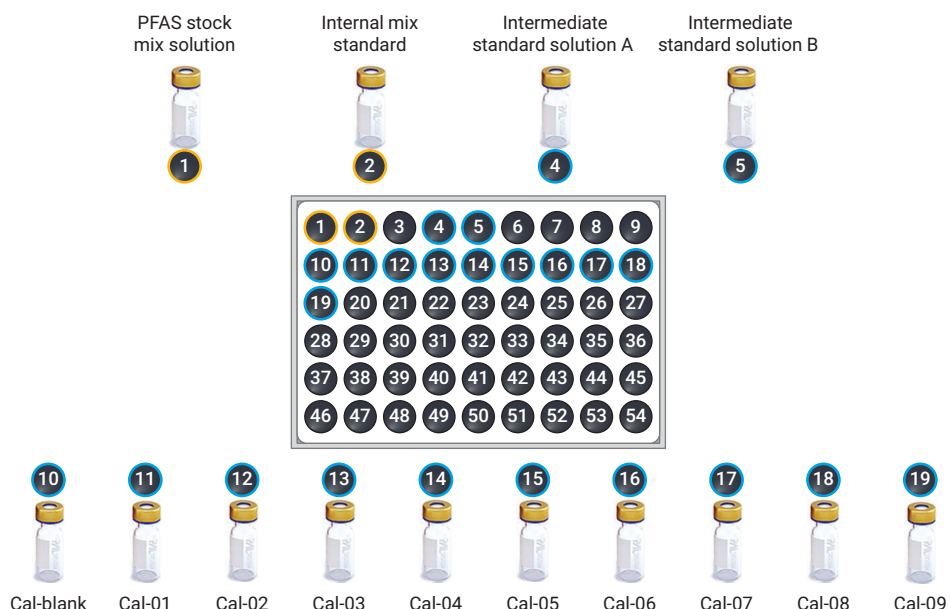 PFAS stock
mix solution
Internal mix
standard
Intermediate
standard solution A
Intermediate
standard solution B
1 2 4 5
1 2 3 4 5 6 7 8 9
10 11 12 13 14 15 16 17 18
19 20 21 22 23 24 25 26 27
28 29 30 31 32 33 34 35 36
37 38 39 40 41 42 43 44 45
46 47 48 49 50 51 52 53 54
10 11 12 13 14 15 16 17 18 19
Cal-blank Cal-01 Cal-02 Cal-03 Cal-04 Cal-05 Cal-06 Cal-07 Cal-08 Cal-09